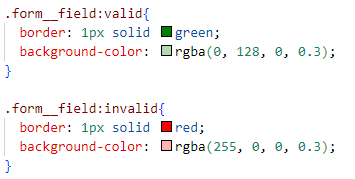 .form__field:valid{
border: 1px solid green;
background-color: rgba(0, 128, 0, 0.3);
}
.form__field:invalid{
border: 1px solid red;
background-color: rgba(255, 0, 0, 0.3);
}